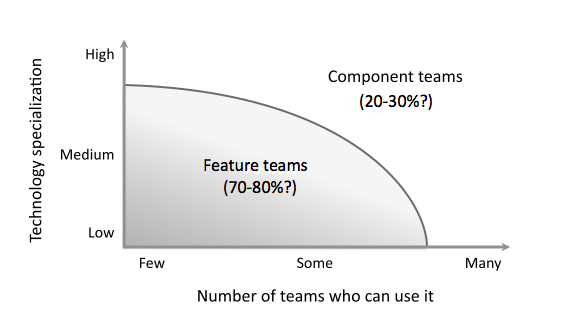 High
Component teams
(20-30%?)
Technology specialization
Medium
Feature teams
(70-80%?)
Low
Few
Some
Many
Number of teams who can use it